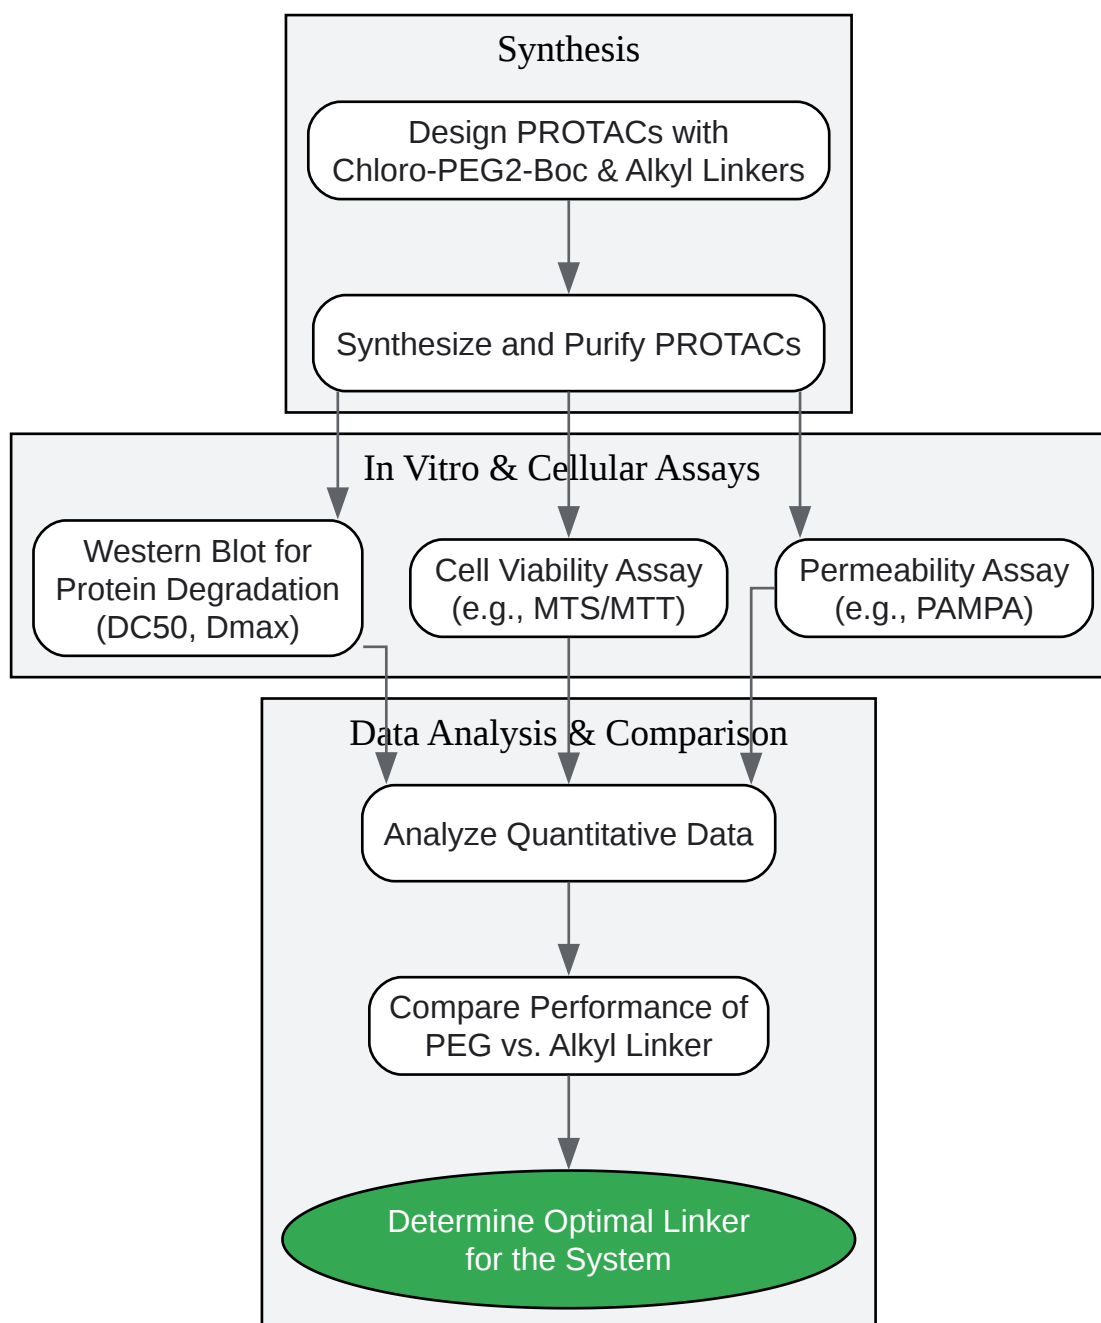 Synthesis
Design PROTACs with
Chloro-PEG2-Boc & Alkyl Linkers
Synthesize and Purify PROTACs
In Vitro & Cellular Assays
Western Blot for
Protein Degradation
(DC50, Dmax)
Cell Viability Assay
(e.g., MTS/MTT)
Permeability Assay
(e.g., PAMPA)
Data Analysis & Comparison
Analyze Quantitative Data
Compare Performance of
PEG vs. Alkyl Linker
Determine Optimal Linker
for the System